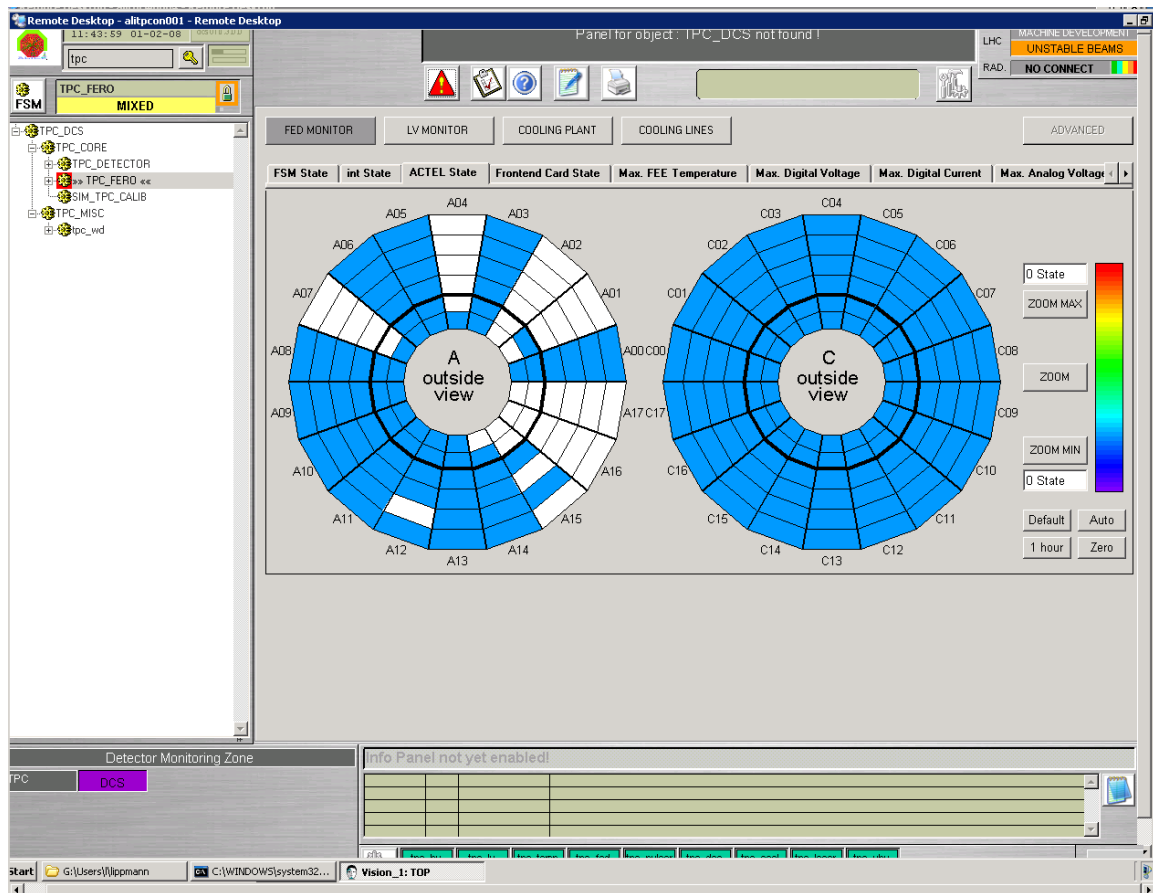 Remote Desktop - alitpcon001 - Remote Desktop
11:43:59 01-02-08
tpc
Panel for object : TPC_DCS not found !
LHC
MACHINE DEVELOPMENT
UNSTABLE BEAMS
RAD.
NO CONNECT
FSM
TPC_FERO
MIXED
TPC_DCS
TPC_CORE
TPC_DETECTOR
»» TPC_FERO ««
SIM_TPC_CALIB
TPC_MISC
tpc_wd
FED MONITOR
LV MONITOR
COOLING PLANT
COOLING LINES
ADVANCED
FSM State
int State
ACTEL State
Frontend Card State
Max. FEE Temperature
Max. Digital Voltage
Max. Digital Current
Max. Analog Voltage
A04
A05
A03
A06
A02
A07
A01
A08
A00
A09
A17
A10
A16
A11
A15
A12
A14
A13
A
outside
view
C04
C03
C05
C02
C06
C01
C07
C00
C08
C17
C09
C16
C10
C15
C11
C14
C12
C13
C
outside
view
0 State
ZOOM MAX
ZOOM
ZOOM MIN
0 State
Default
Auto
1 hour
Zero
Detector Monitoring Zone
TPC
DCS
Info Panel not yet enabled!
Start
G:\Users\l\lippmann
C:\WINDOWS\system32...
Vision_1: TOP